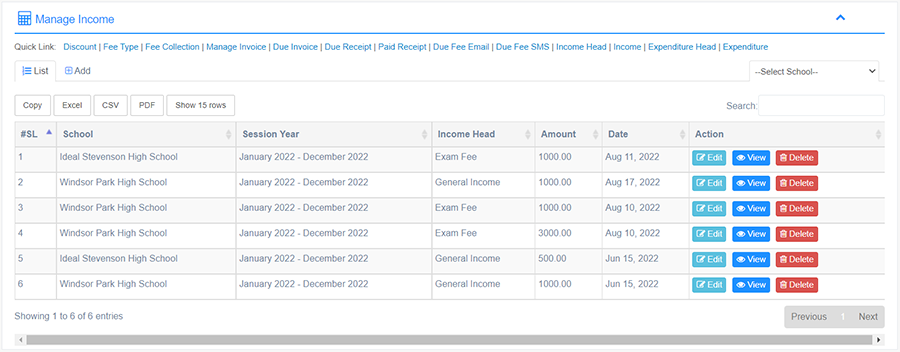 Manage Income
Quick Link: Discount | Fee Type | Fee Collection | Manage Invoice | Due Invoice | Due Receipt | Paid Receipt | Due Fee Email | Due Fee SMS | Income Head | Income | Expenditure Head | Expenditure
List Add --Select School--
Copy Excel CSV PDF Show 15 rows Search:
#SL School Session Year Income Head Amount Date Action
1 Ideal Stevenson High School January 2022 - December 2022 Exam Fee 1000.00 Aug 11, 2022 Edit View Delete
2 Windsor Park High School January 2022 - December 2022 General Income 1000.00 Aug 17, 2022 Edit View Delete
3 Windsor Park High School January 2022 - December 2022 Exam Fee 1000.00 Aug 10, 2022 Edit View Delete
4 Windsor Park High School January 2022 - December 2022 Exam Fee 3000.00 Aug 10, 2022 Edit View Delete
5 Ideal Stevenson High School January 2022 - December 2022 General Income 500.00 Jun 15, 2022 Edit View Delete
6 Windsor Park High School January 2022 - December 2022 General Income 1000.00 Jun 15, 2022 Edit View Delete
Showing 1 to 6 of 6 entries Previous 1 Next